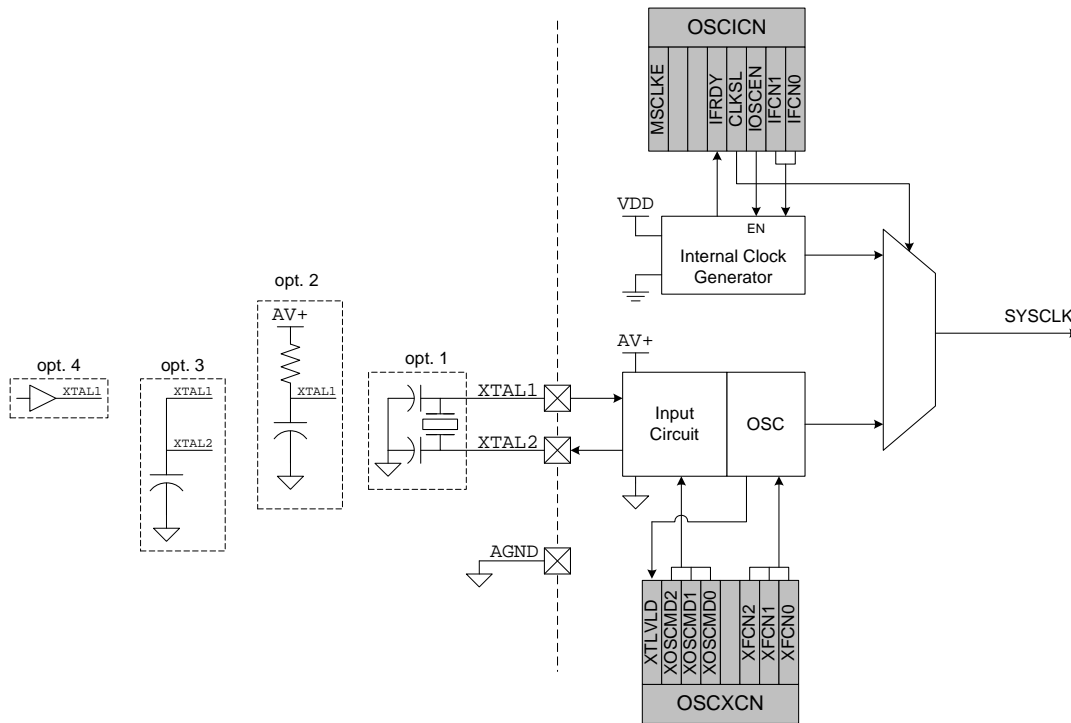 OSCICN
MSCLKE
IFRDY
CLKSL
IOSCEN
IFCN1
IFCN0
VDD
EN
Internal Clock
Generator
SYSCLK
opt. 2
AV+
XTAL1
opt. 4
XTAL1
opt. 3
XTAL1
XTAL2
opt. 1
XTAL1
XTAL2
AV+
Input
Circuit
OSC
AGND
XTLVLD
XOSCMD2
XOSCMD1
XOSCMD0
XFCN2
XFCN1
XFCN0
OSCXCN